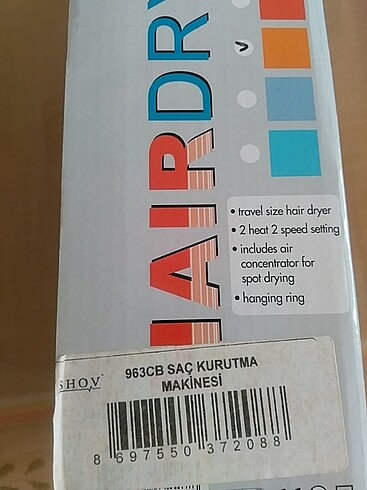 HAIRDRY
• travel size hair dryer
• 2 heat 2 speed setting
• includes air
concentrator for
spot drying
• hanging ring
SHOV
963CB SAÇ KURUTMA
MAKİNESİ
8 697550 372088